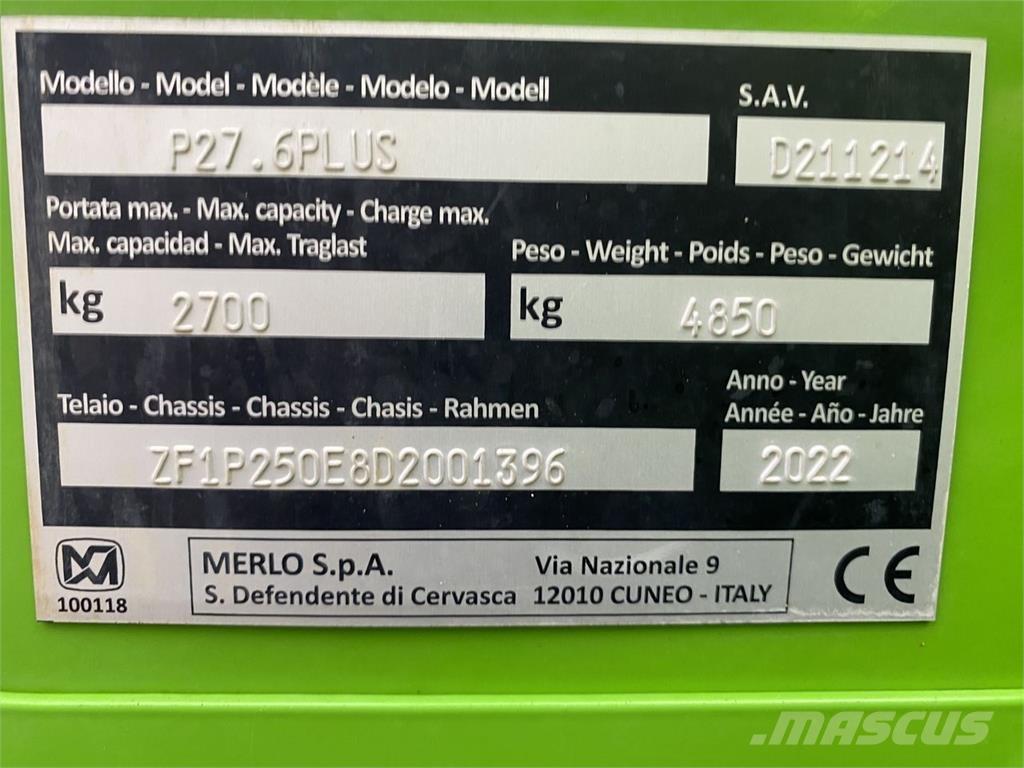 Modello - Model - Modèle - Modelo - Modell
S.A.V.
P27.6PLUS
D211214
Portata max. - Max. capacity - Charge max.
Max. capacidad - Max. Traglast
Peso - Weight - Poids - Peso - Gewicht
kg 2700
kg 4850
Telaio - Chassis - Chassis - Chasis - Rahmen
Anno - Year
Année - Año - Jahre
ZF1P250E8D2001396
2022
100118
MERLO S.p.A.
Via Nazionale 9
S. Defendente di Cervasca
12010 CUNEO - ITALY
CE
MASCUS